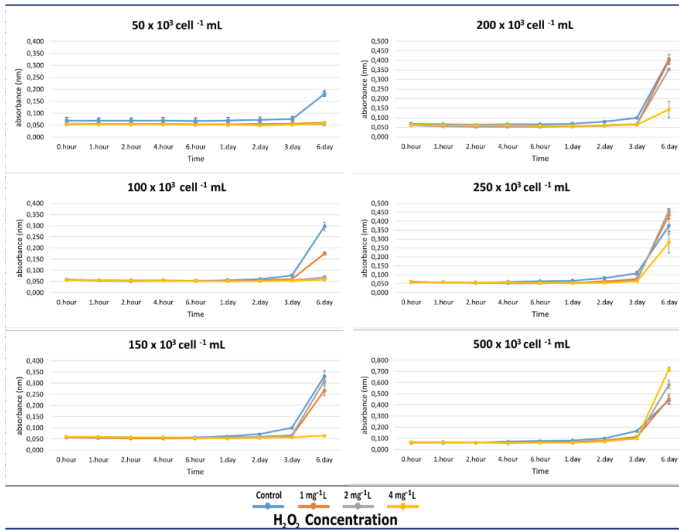 50 x 10³ cell ⁻¹ mL
absorbance (nm)
0,400
0,350
0,300
0,250
0,200
0,150
0,100
0,050
0,000
0.hour 1.hour 2.hour 4.hour 6.hour 1.day 2.day 3.day 6.day
Time
200 x 10³ cell ⁻¹ mL
absorbance (nm)
0,500
0,450
0,400
0,350
0,300
0,250
0,200
0,150
0,100
0,050
0,000
0.hour 1.hour 2.hour 4.hour 6.hour 1.day 2.day 3.day 6.day
Time
100 x 10³ cell ⁻¹ mL
absorbance (nm)
0,400
0,350
0,300
0,250
0,200
0,150
0,100
0,050
0,000
0.hour 1.hour 2.hour 4.hour 6.hour 1.day 2.day 3.day 6.day
Time
250 x 10³ cell ⁻¹ mL
absorbance (nm)
0,500
0,450
0,400
0,350
0,300
0,250
0,200
0,150
0,100
0,050
0,000
0.hour 1.hour 2.hour 4.hour 6.hour 1.day 2.day 3.day 6.day
Time
150 x 10³ cell ⁻¹ mL
absorbance (nm)
0,400
0,350
0,300
0,250
0,200
0,150
0,100
0,050
0,000
0.hour 1.hour 2.hour 4.hour 6.hour 1.day 2.day 3.day 6.day
Time
500 x 10³ cell ⁻¹ mL
absorbance (nm)
0,800
0,700
0,600
0,500
0,400
0,300
0,200
0,100
0,000
0.hour 1.hour 2.hour 4.hour 6.hour 1.day 2.day 3.day 6.day
Time
Control 1 mg⁻¹L 2 mg⁻¹L 4 mg⁻¹L
H₂O₂ Concentration